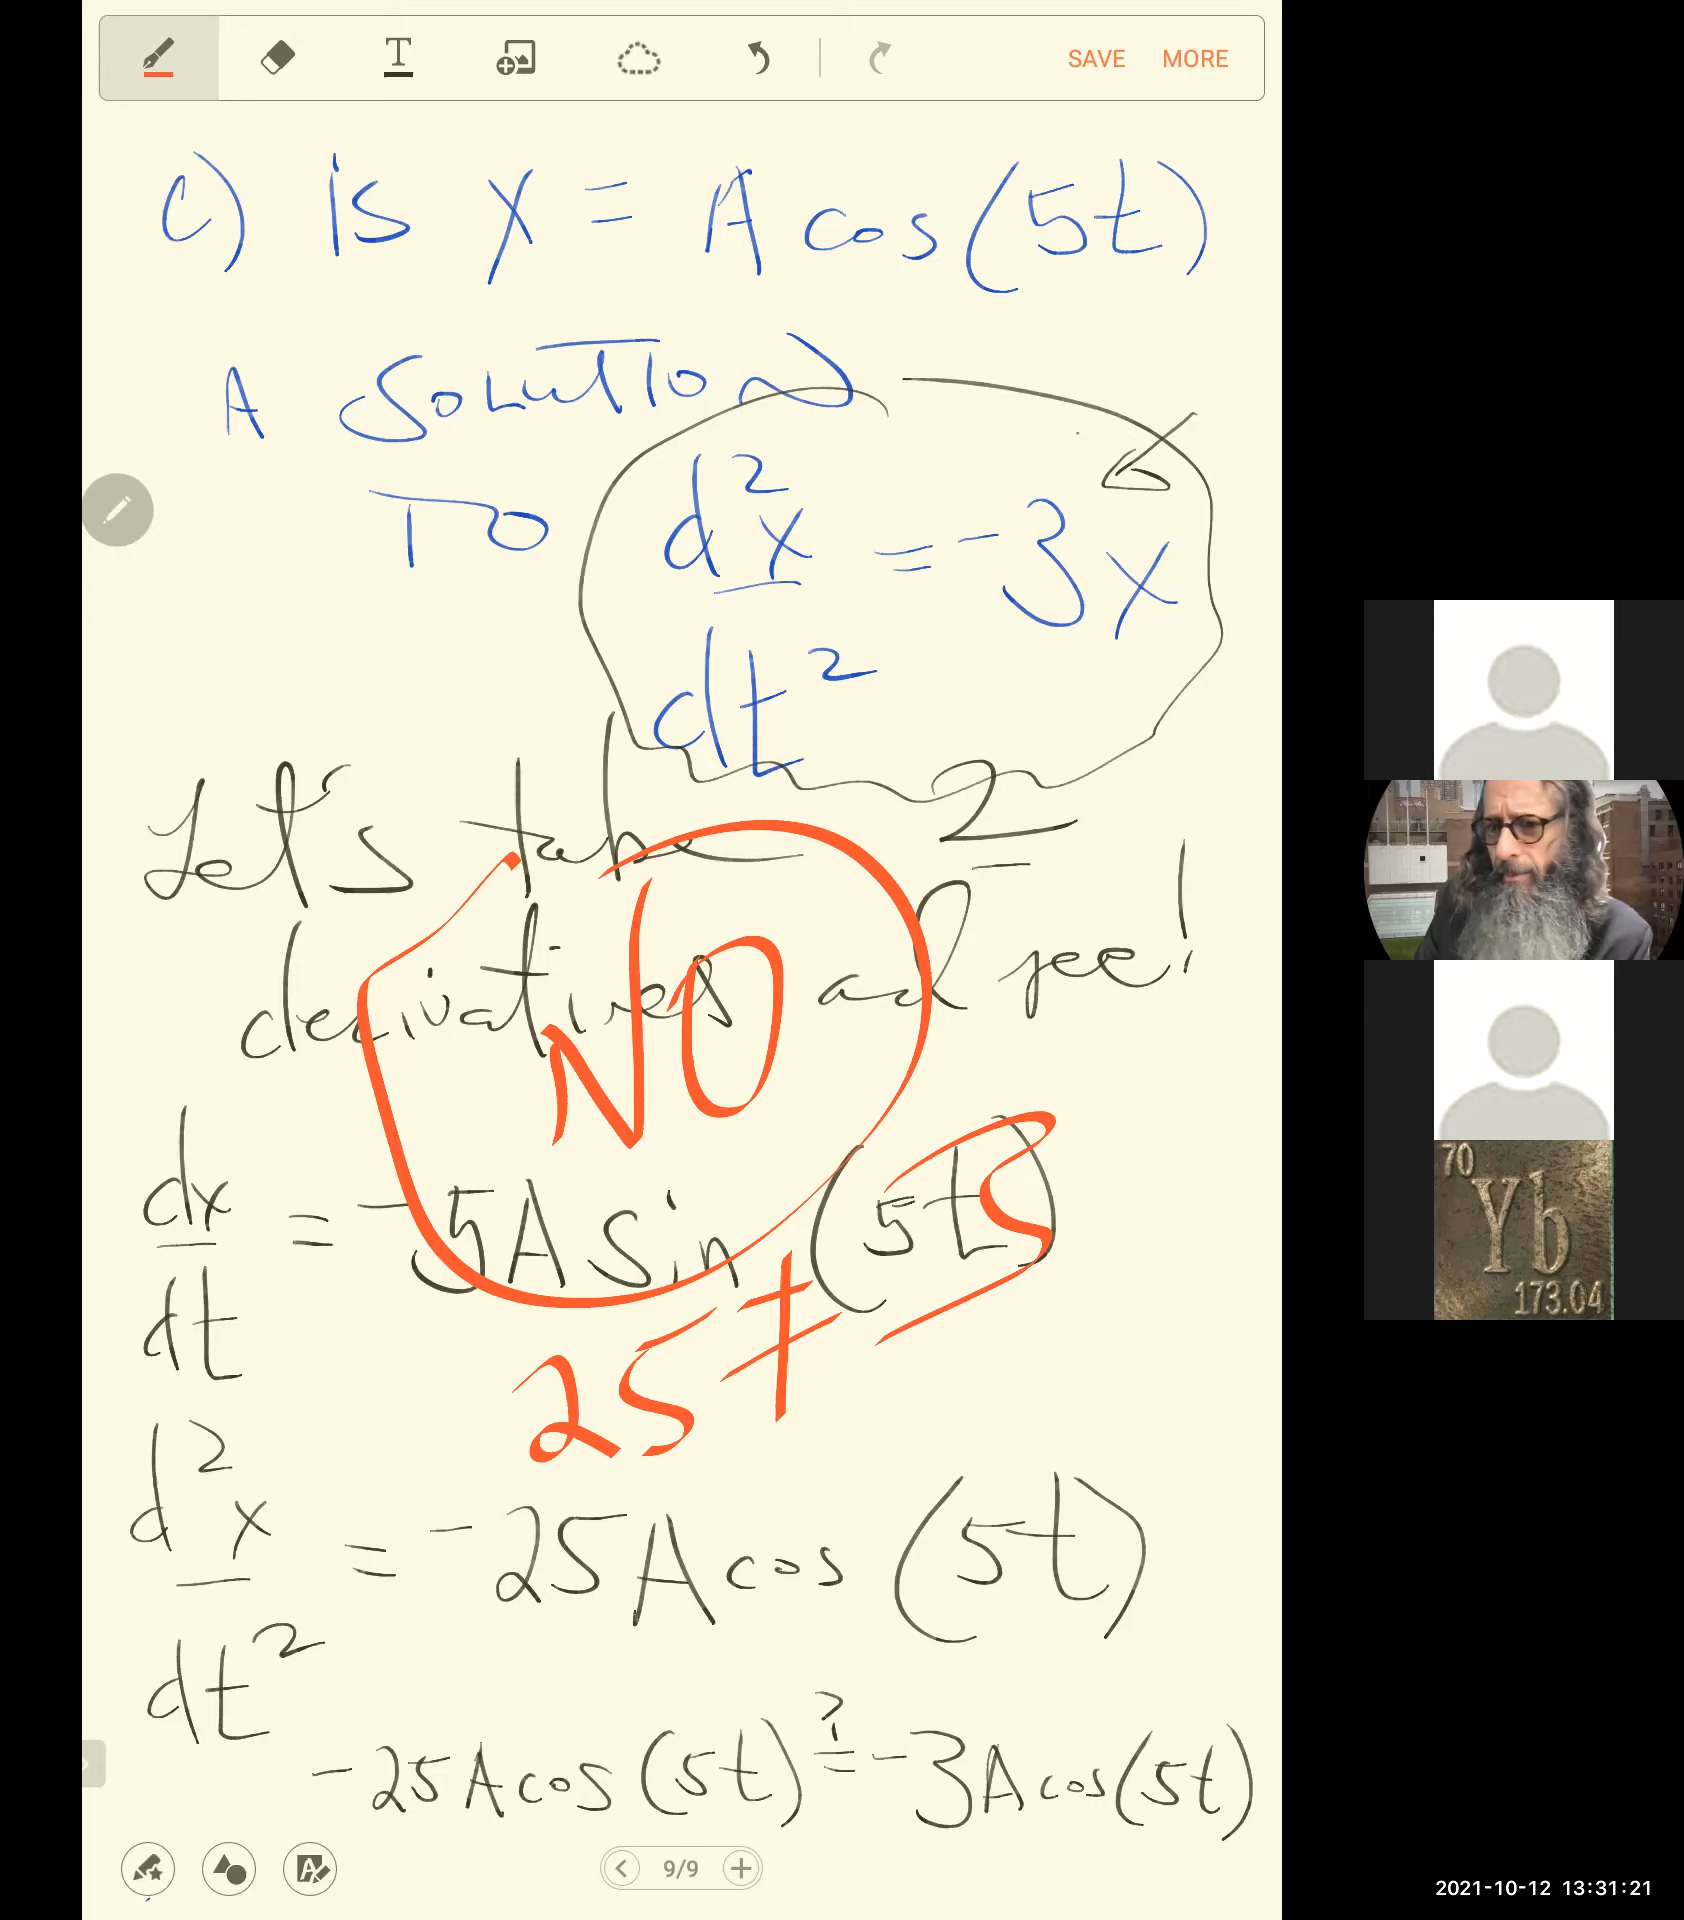 T SAVE MORE
c) is x = A cos(5t)
A SOLUTION
TO d²x/dt² = -3x
Let's take 2
derivatives and see!
NO
dx/dt = -5A sin(5t)
25 ≠ 3
d²x/dt² = -25A cos(5t)
-25A cos(5t) ?= -3A cos(5t)
9/9
70
Yb
173.04
2021-10-12 13:31:21